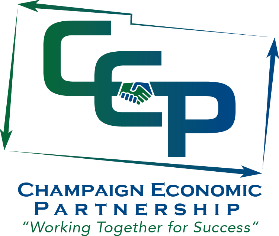 CCP
CHAMPAIGN ECONOMIC
PARTNERSHIP
"Working Together for Success"